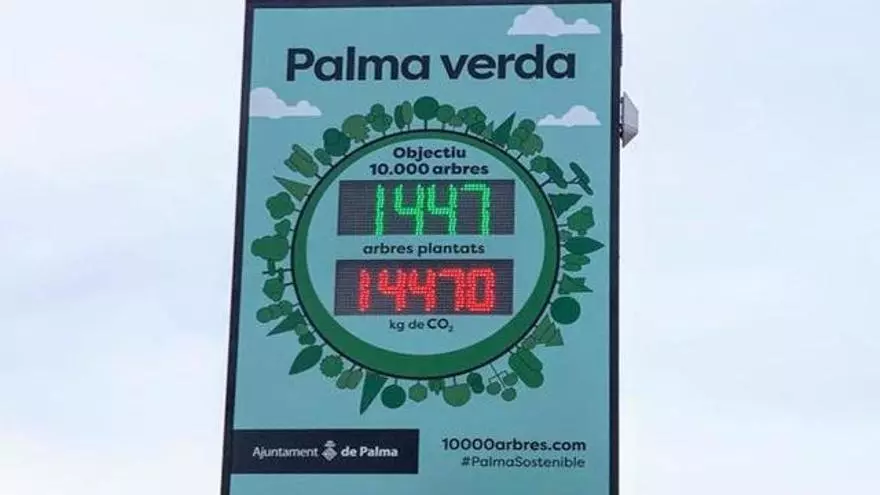 Palma verda
Objectiu
10.000 arbres
1447
arbres plantats
14470
kg de CO₂
Ajuntament de Palma
10000arbres.com
#PalmaSostenible